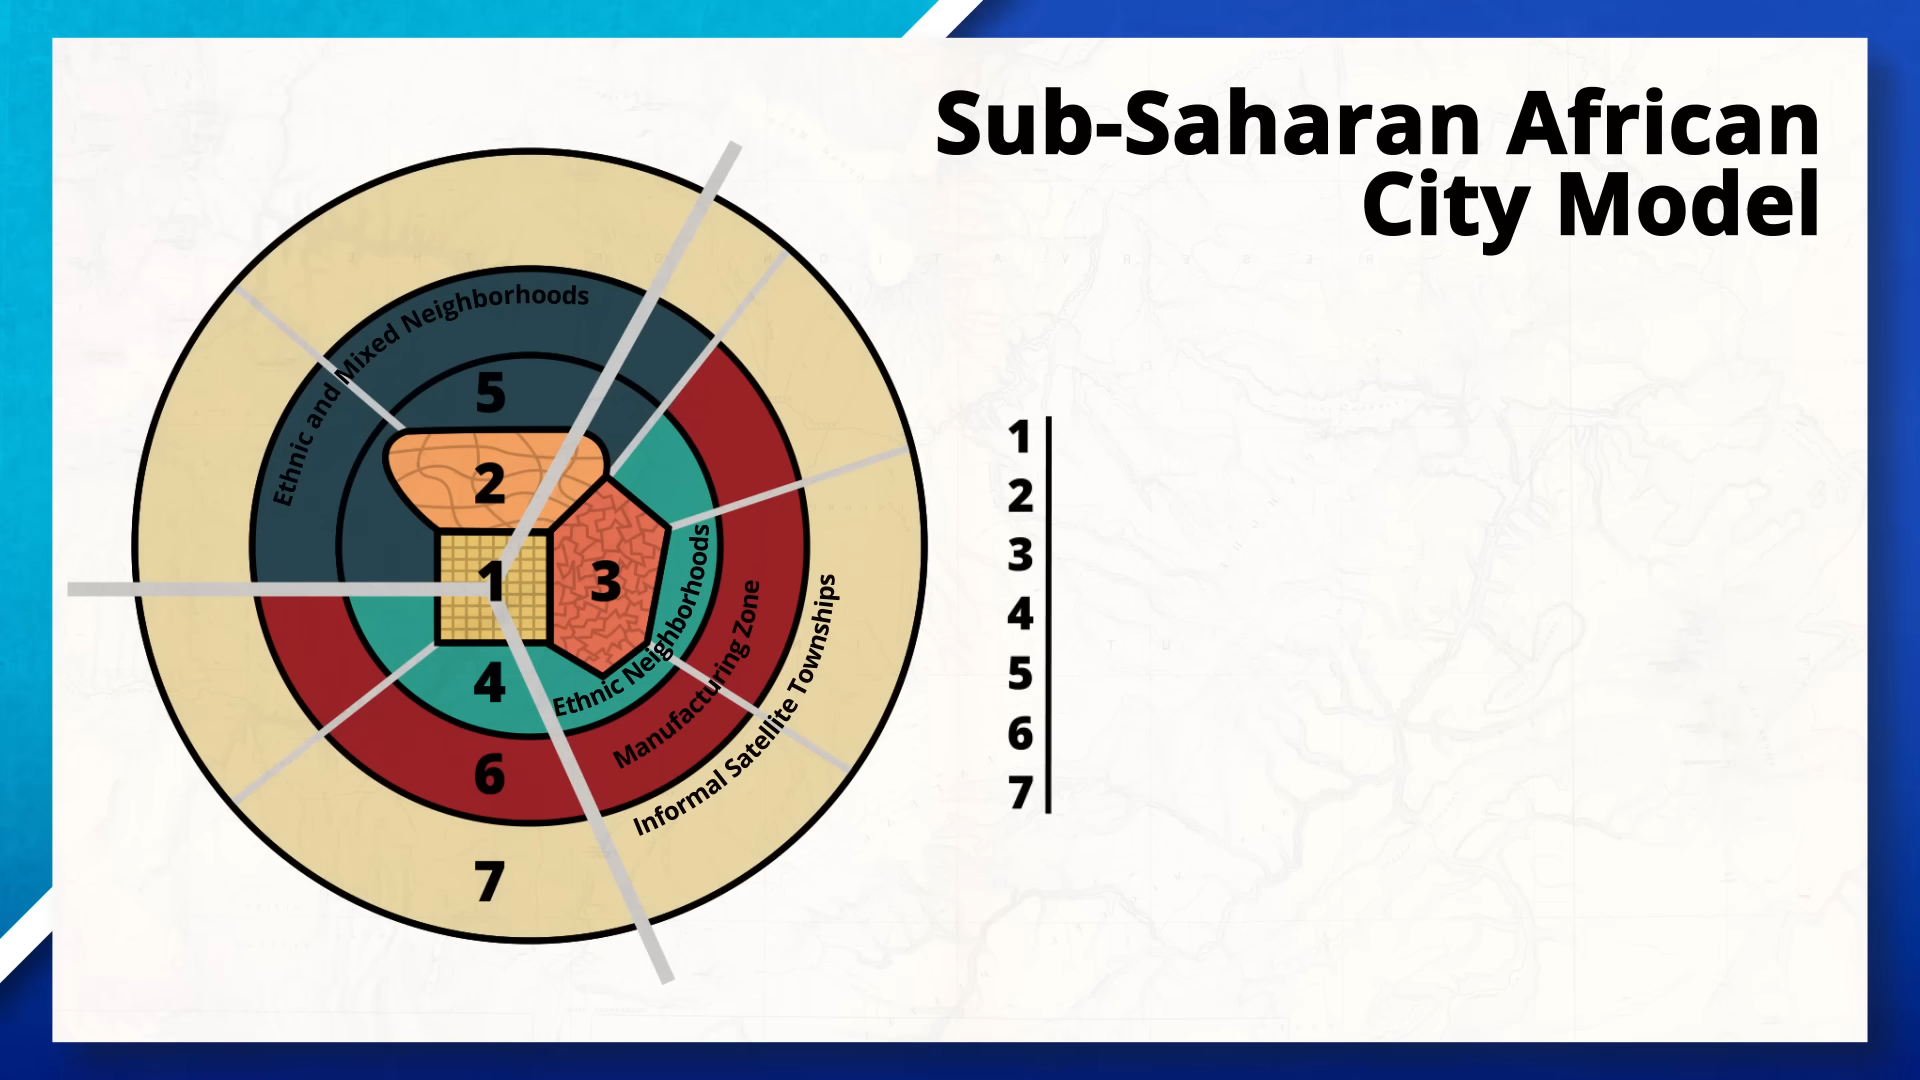 Sub-Saharan African
City Model
Ethnic and Mixed Neighborhoods
5
2
1
3
4
6
7
Ethnic Neighborhoods
Manufacturing Zone
Informal Satellite Townships
1
2
3
4
5
6
7